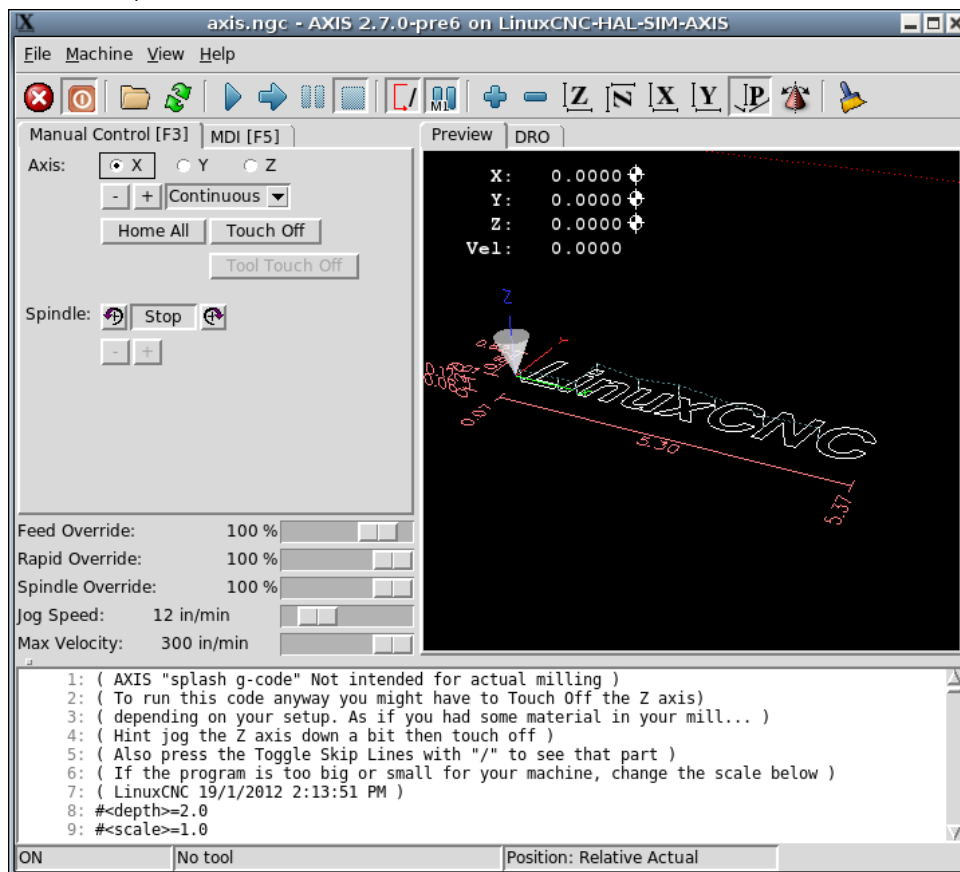 axis.ngc - AXIS 2.7.0-pre6 on LinuxCNC-HAL-SIM-AXIS
File Machine View Help
M1 Z N X Y P
Manual Control [F3] MDI [F5]
Preview DRO
Axis: X Y Z
- + Continuous
Home All Touch Off
Tool Touch Off
Spindle: Stop
- +
X: 0.0000
Y: 0.0000
Z: 0.0000
Vel: 0.0000
Z
Y
LinuxCNC
0.07
5.30
5.37
Feed Override: 100 %
Rapid Override: 100 %
Spindle Override: 100 %
Jog Speed: 12 in/min
Max Velocity: 300 in/min
1: ( AXIS "splash g-code" Not intended for actual milling )
2: ( To run this code anyway you might have to Touch Off the Z axis)
3: ( depending on your setup. As if you had some material in your mill... )
4: ( Hint jog the Z axis down a bit then touch off )
5: ( Also press the Toggle Skip Lines with "/" to see that part )
6: ( If the program is too big or small for your machine, change the scale below )
7: ( LinuxCNC 19/1/2012 2:13:51 PM )
8: #<depth>=2.0
9: #<scale>=1.0
ON No tool Position: Relative Actual